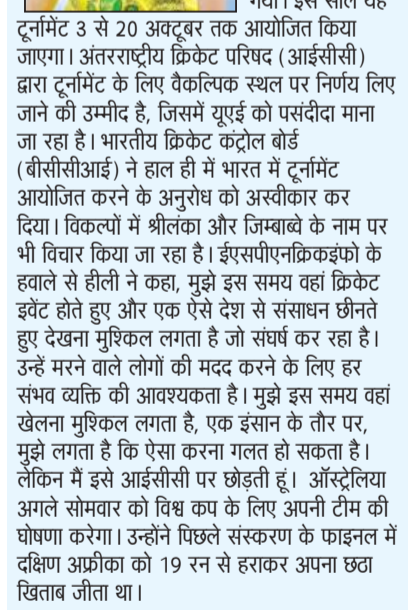 गया। इस साल यह
टूर्नामेंट 3 से 20 अक्टूबर तक आयोजित किया
जाएगा। अंतरराष्ट्रीय क्रिकेट परिषद (आईसीसी)
द्वारा टूर्नामेंट के लिए वैकल्पिक स्थल पर निर्णय लिए
जाने की उम्मीद है, जिसमें यूएई को पसंदीदा माना
जा रहा है। भारतीय क्रिकेट कंट्रोल बोर्ड
(बीसीसीआई) ने हाल ही में भारत में टूर्नामेंट
आयोजित करने के अनुरोध को अस्वीकार कर
दिया। विकल्पों में श्रीलंका और जिम्बाब्वे के नाम पर
भी विचार किया जा रहा है। ईएसपीएनक्रिकइंफो के
हवाले से हीली ने कहा, मुझे इस समय वहां क्रिकेट
इवेंट होते हुए और एक ऐसे देश से संसाधन छीनते
हुए देखना मुश्किल लगता है जो संघर्ष कर रहा है।
उन्हें मरने वाले लोगों की मदद करने के लिए हर
संभव व्यक्ति की आवश्यकता है। मुझे इस समय वहां
खेलना मुश्किल लगता है, एक इंसान के तौर पर,
मुझे लगता है कि ऐसा करना गलत हो सकता है।
लेकिन मैं इसे आईसीसी पर छोड़ती हूं। ऑस्ट्रेलिया
अगले सोमवार को विश्व कप के लिए अपनी टीम की
घोषणा करेगा। उन्होंने पिछले संस्करण के फाइनल में
दक्षिण अफ्रीका को 19 रन से हराकर अपना छठा
खिताब जीता था।